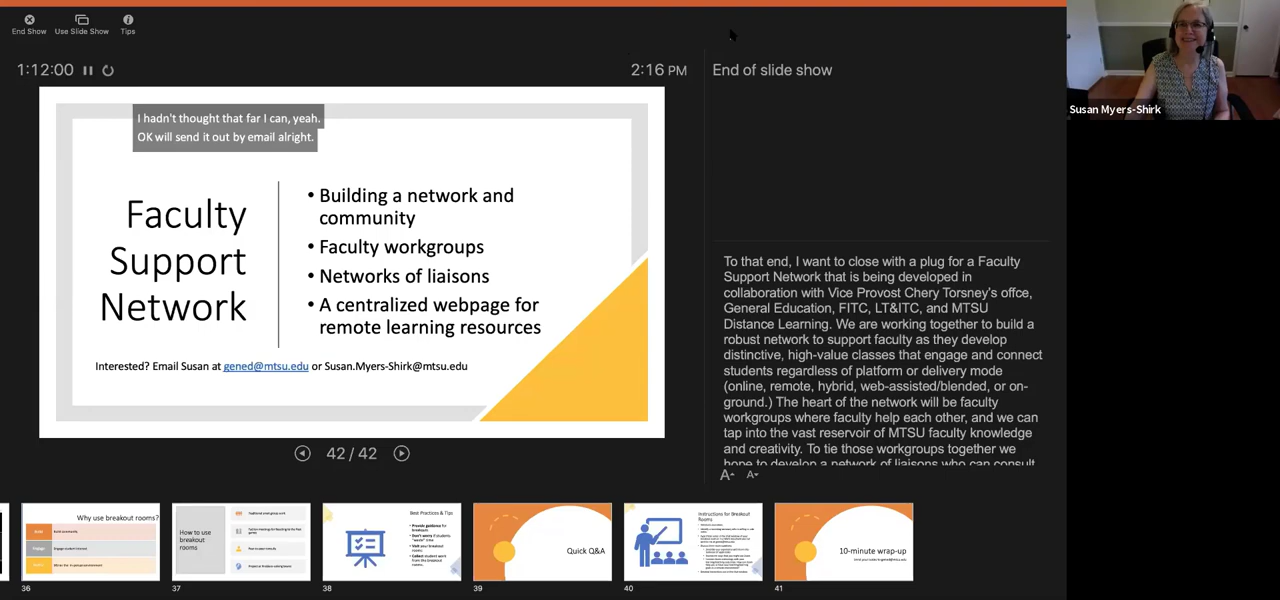 End Show
Use Slide Show
Tips
1:12:00
2:16 PM
End of slide show
Susan Myers-Shirk
I hadn't thought that far I can, yeah.
OK will send it out by email alright.
Faculty
Support
Network
• Building a network and
community
• Faculty workgroups
• Networks of liaisons
• A centralized webpage for
remote learning resources
Interested? Email Susan at gened@mtsu.edu or Susan.Myers-Shirk@mtsu.edu
42 / 42
To that end, I want to close with a plug for a Faculty
Support Network that is being developed in
collaboration with Vice Provost Chery Torsney's offce,
General Education, FITC, LT&ITC, and MTSU
Distance Learning. We are working together to build a
robust network to support faculty as they develop
distinctive, high-value classes that engage and connect
students regardless of platform or delivery mode
(online, remote, hybrid, web-assisted/blended, or on-
ground.) The heart of the network will be faculty
workgroups where faculty help each other, and we can
tap into the vast reservoir of MTSU faculty knowledge
and creativity. To tie those workgroups together we
hope to develop a network of liaisons who can consult
A A
Why use breakout rooms?
36
How to use
breakout
rooms
37
Best Practices & Tips
38
Quick Q&A
39
Instructions for Breakout
Rooms
40
10-minute wrap-up
41